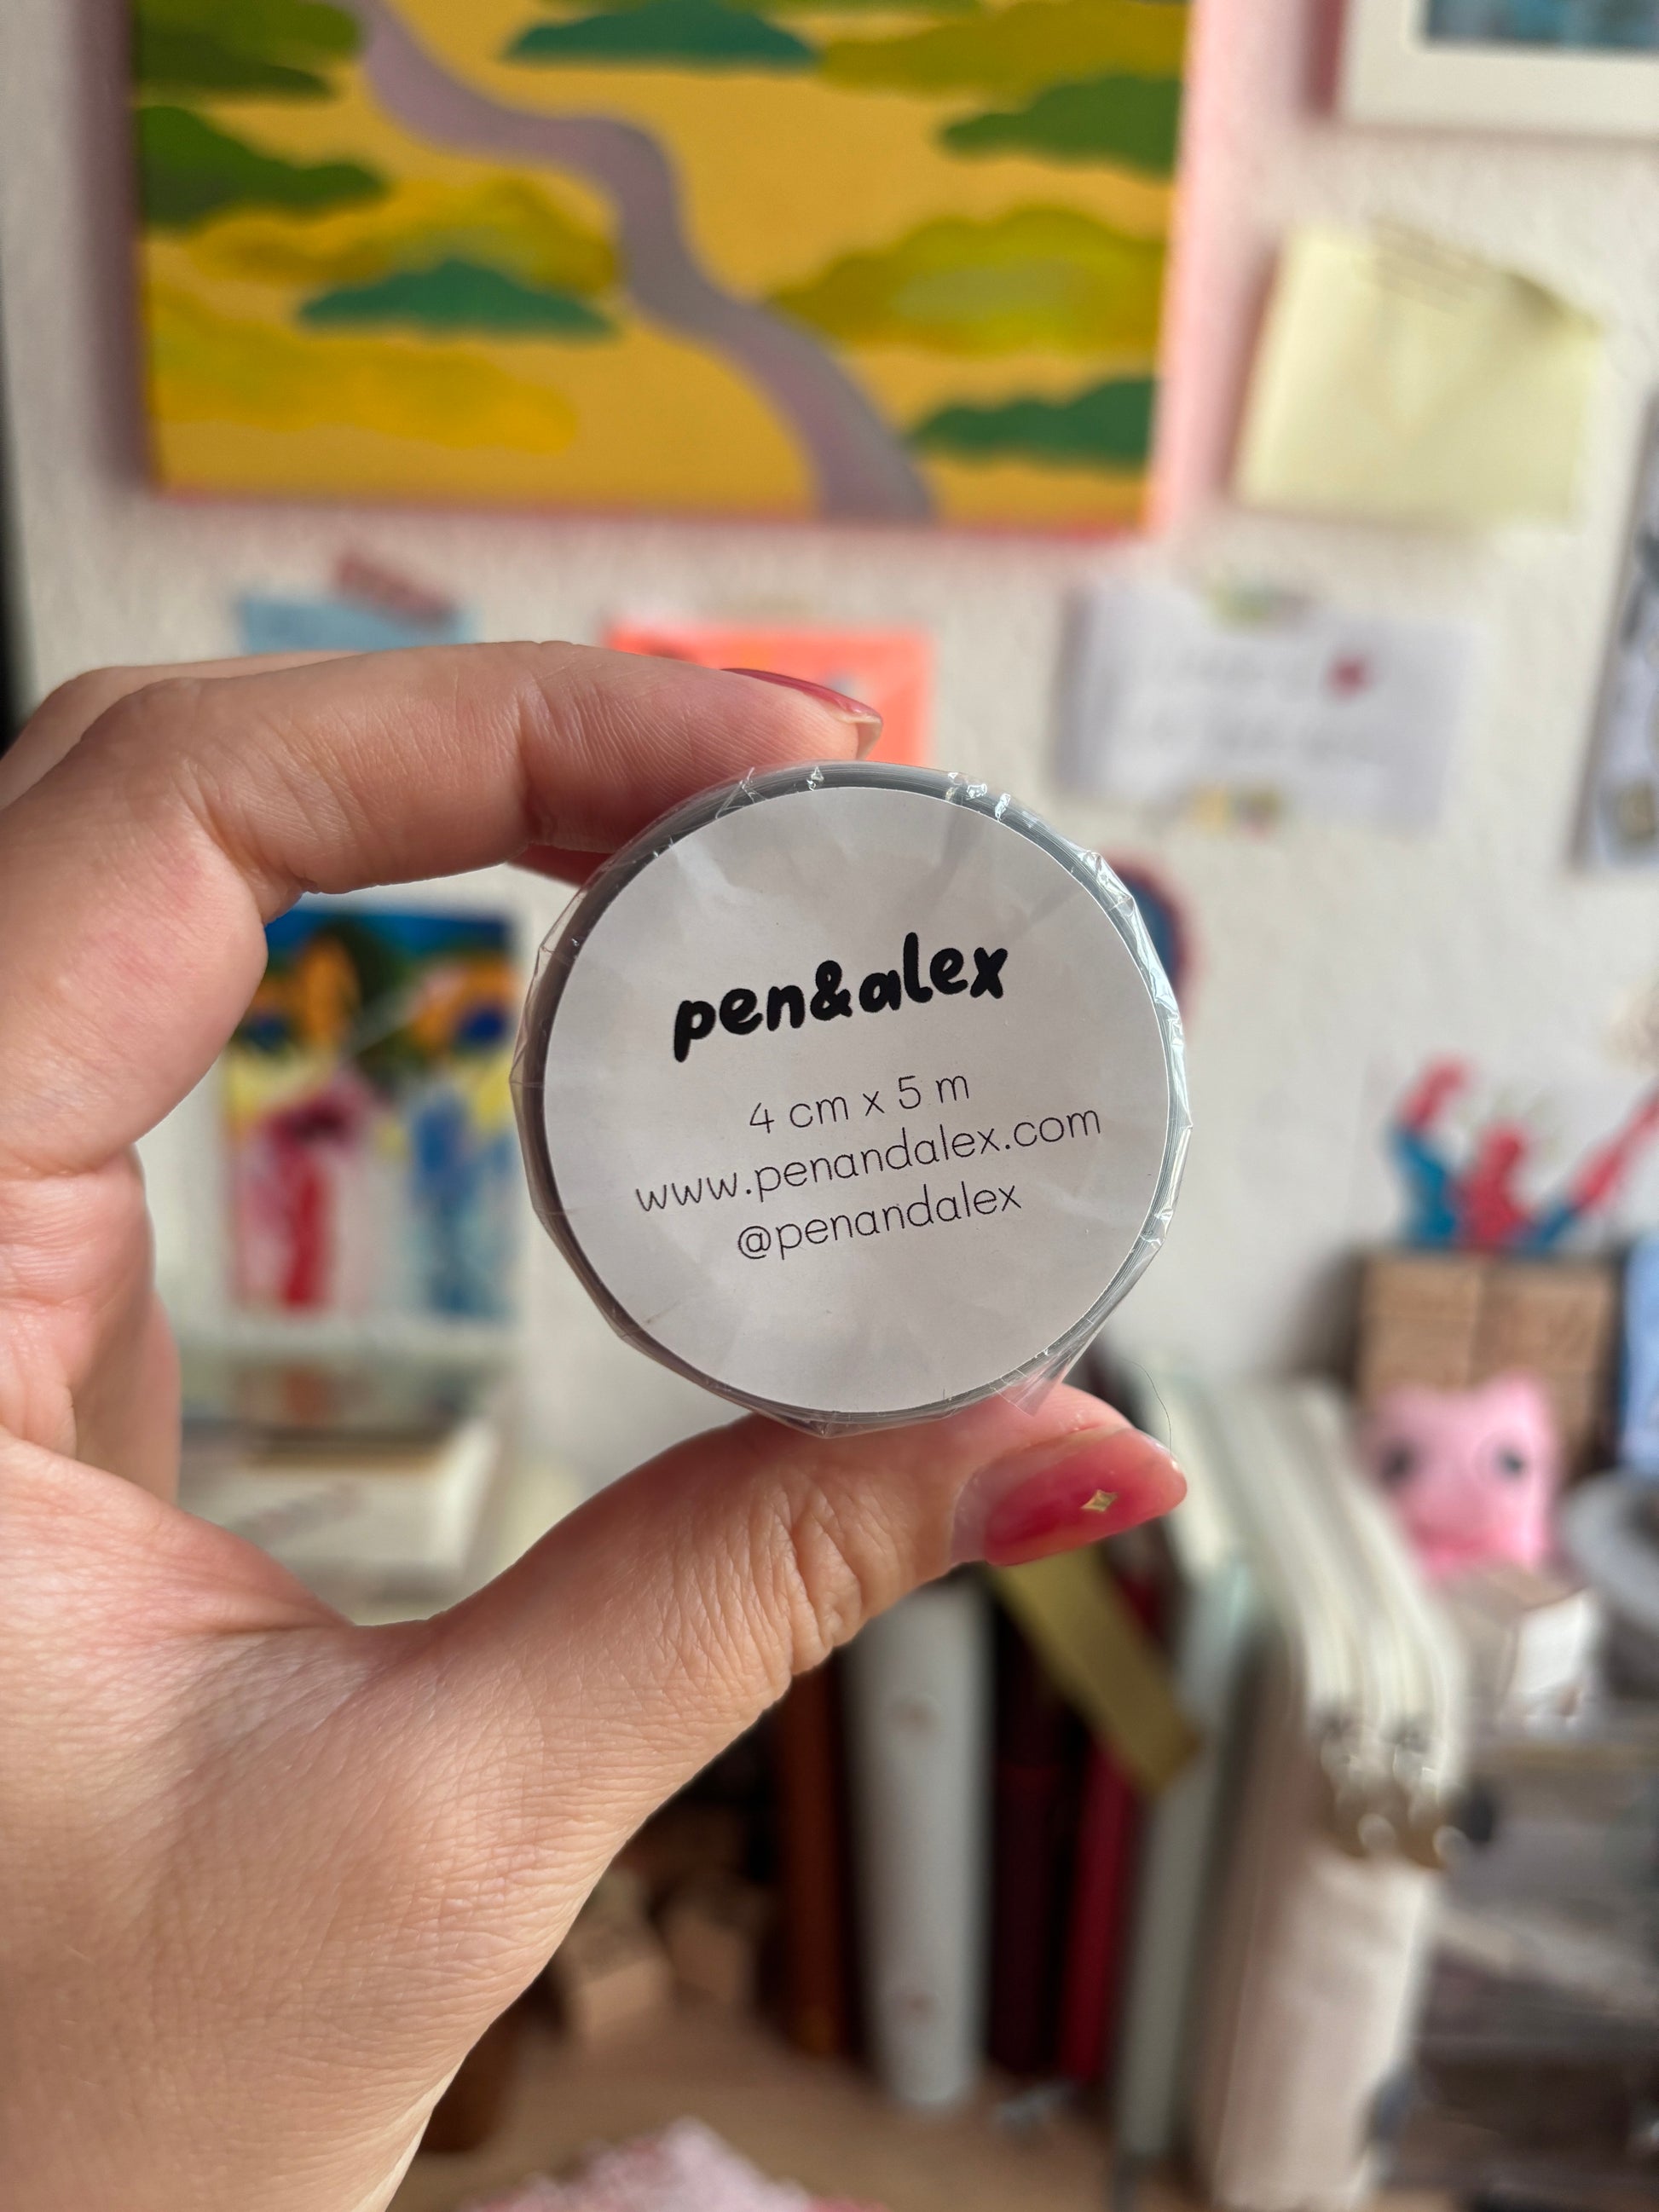 pen&alex
4 cm x 5 m
www.penandalex.com
@penandalex